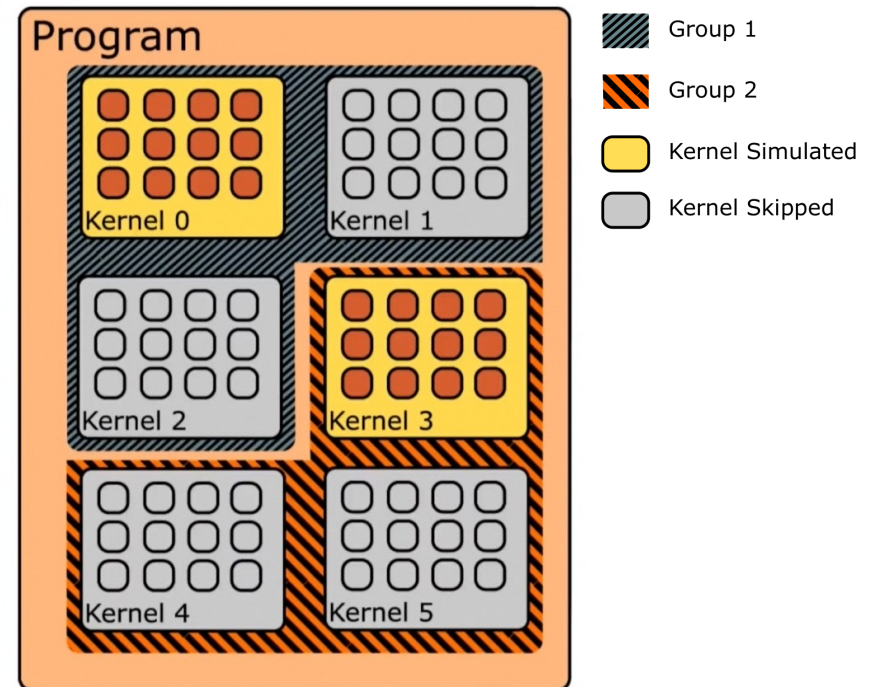 Program
Kernel 0
Kernel 1
Kernel 2
Kernel 3
Kernel 4
Kernel 5
Group 1
Group 2
Kernel Simulated
Kernel Skipped